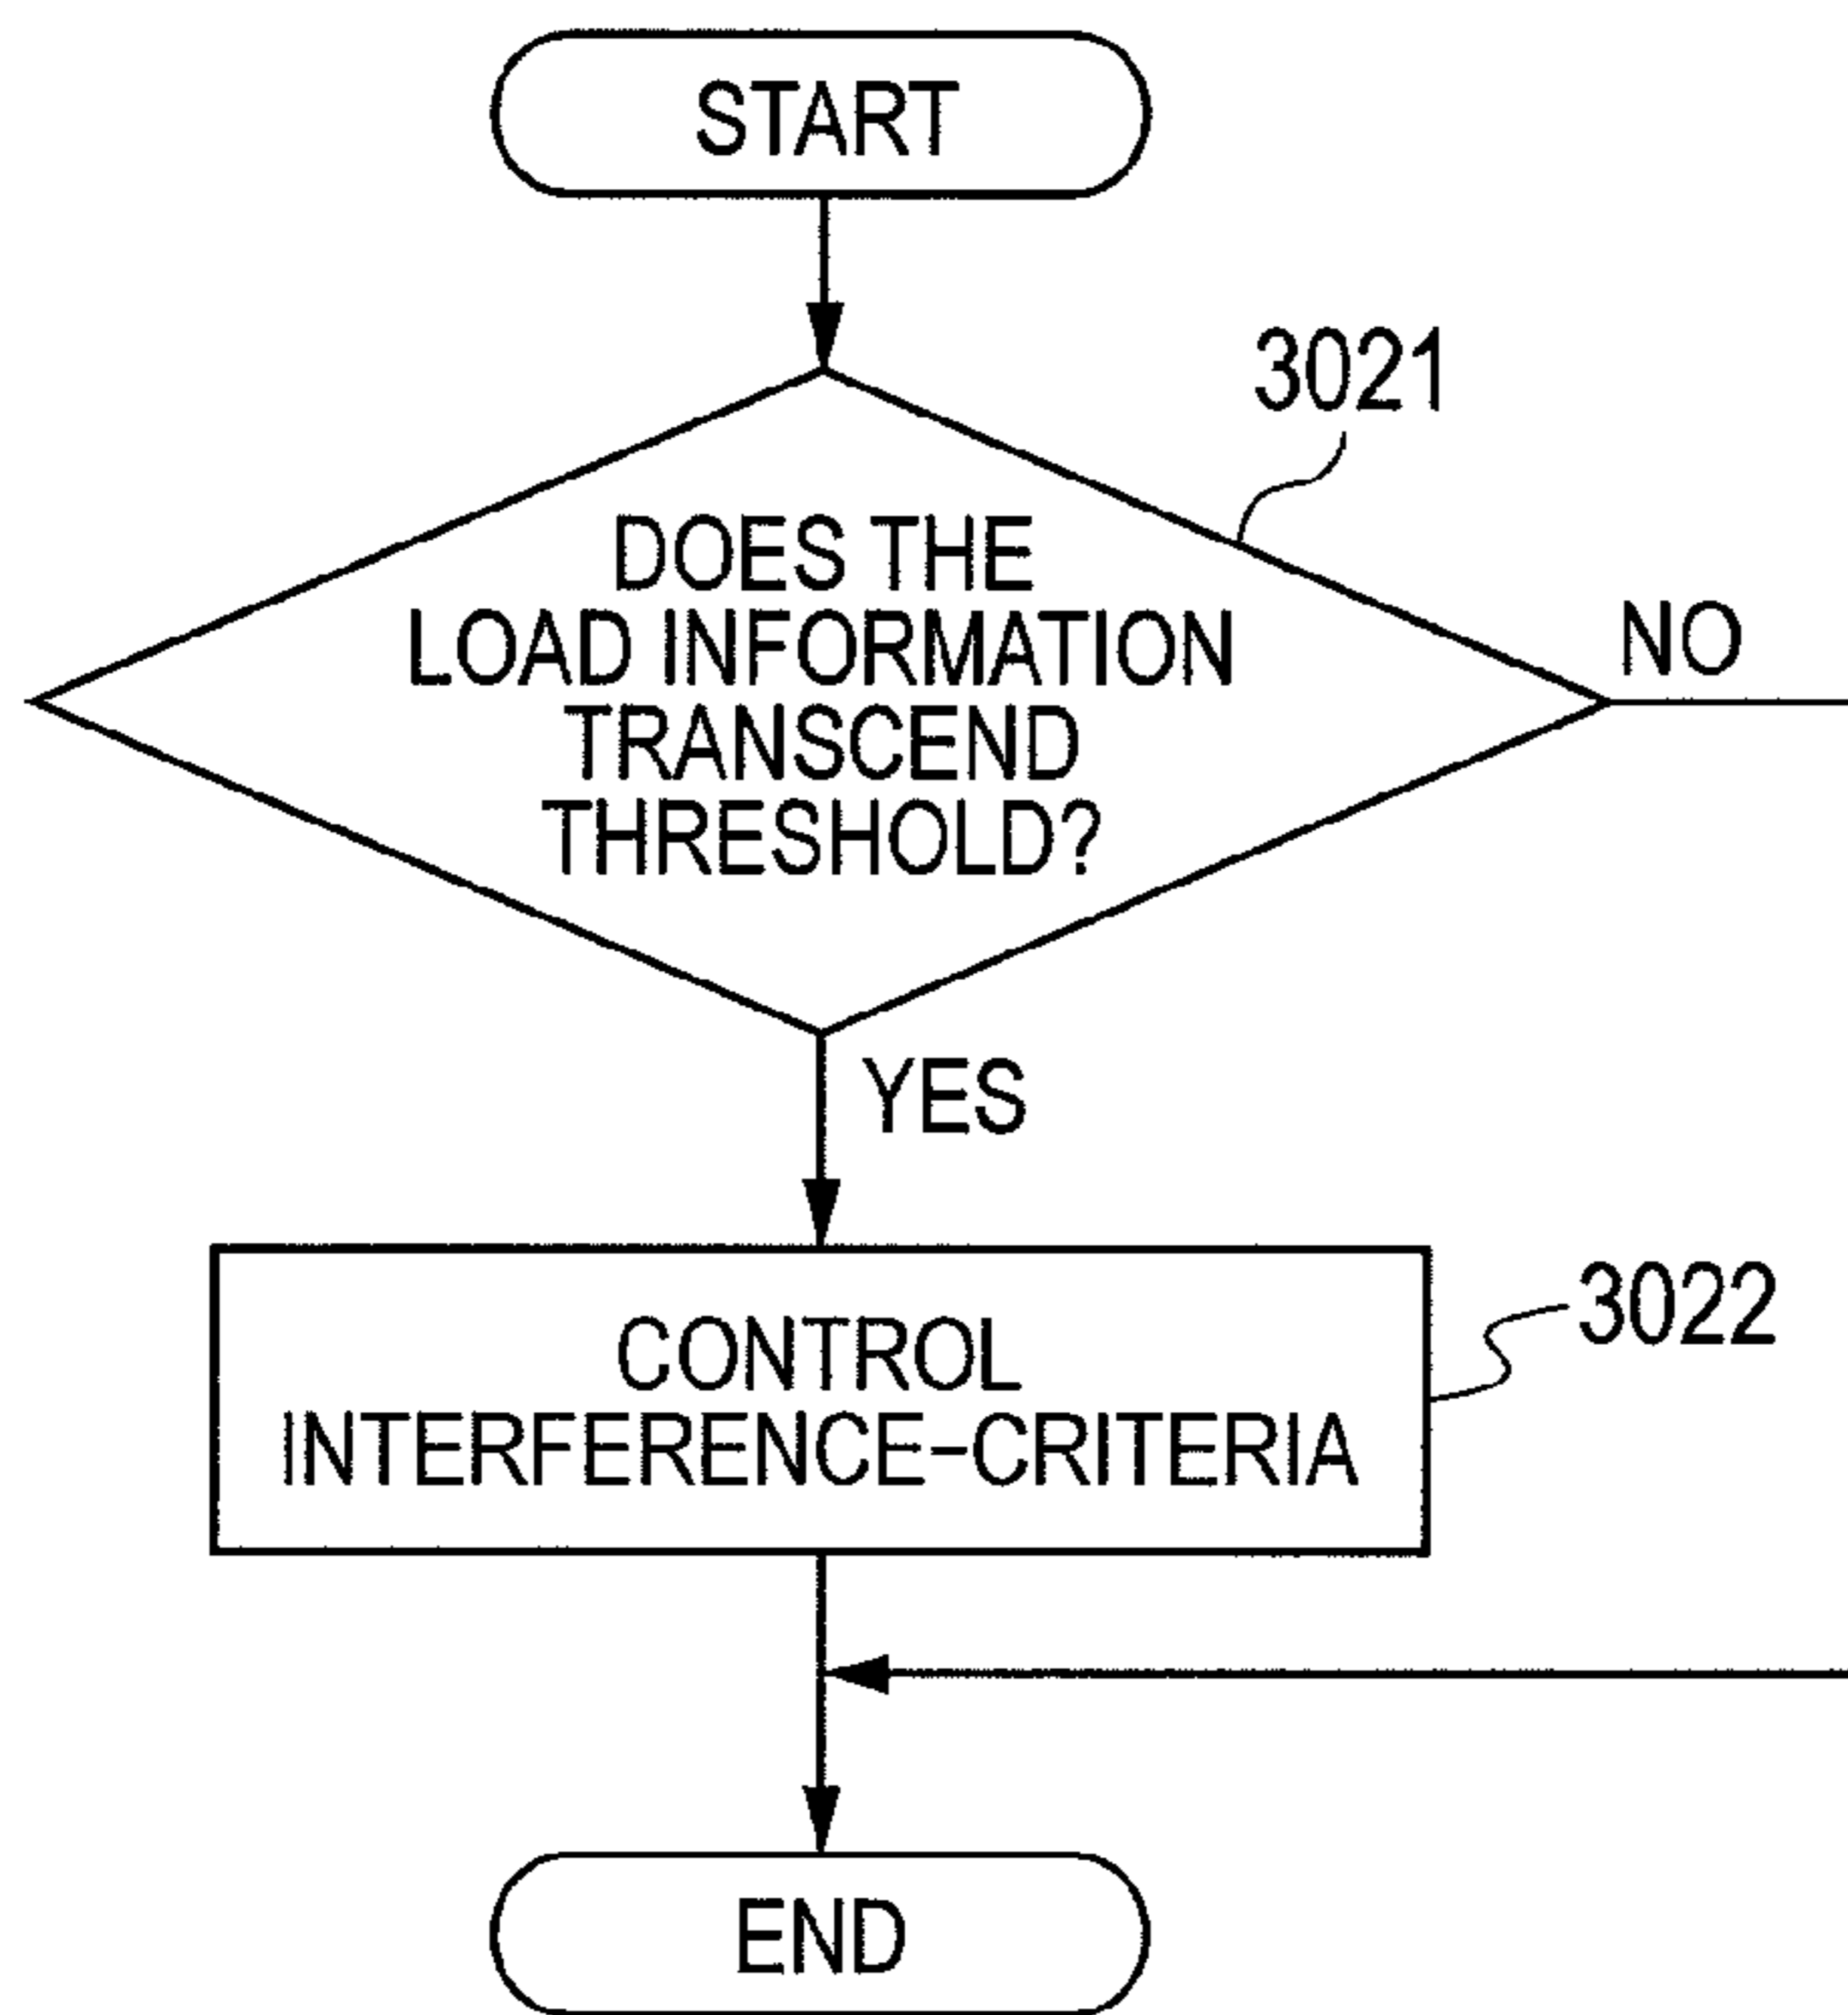 START
3021
DOES THE
LOAD INFORMATION
TRANSCEND
THRESHOLD?
NO
YES
CONTROL
INTERFERENCE-CRITERIA
3022
END